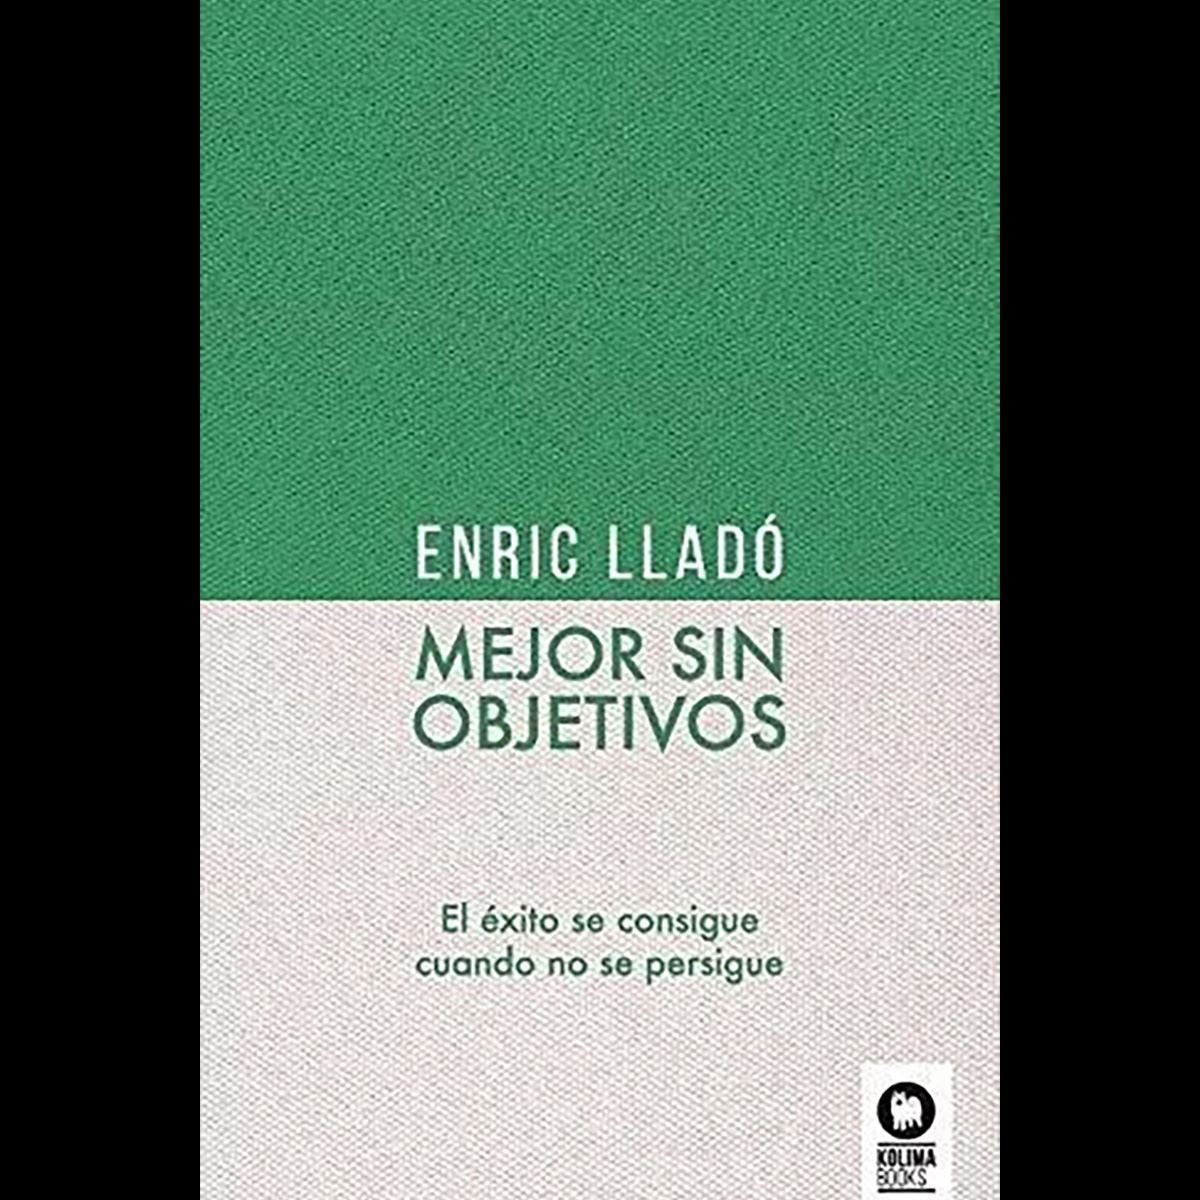 ENRIC LLADÓ
MEJOR SIN
OBJETIVOS
El éxito se consigue
cuando no se persigue
KOLIMA
BOOKS